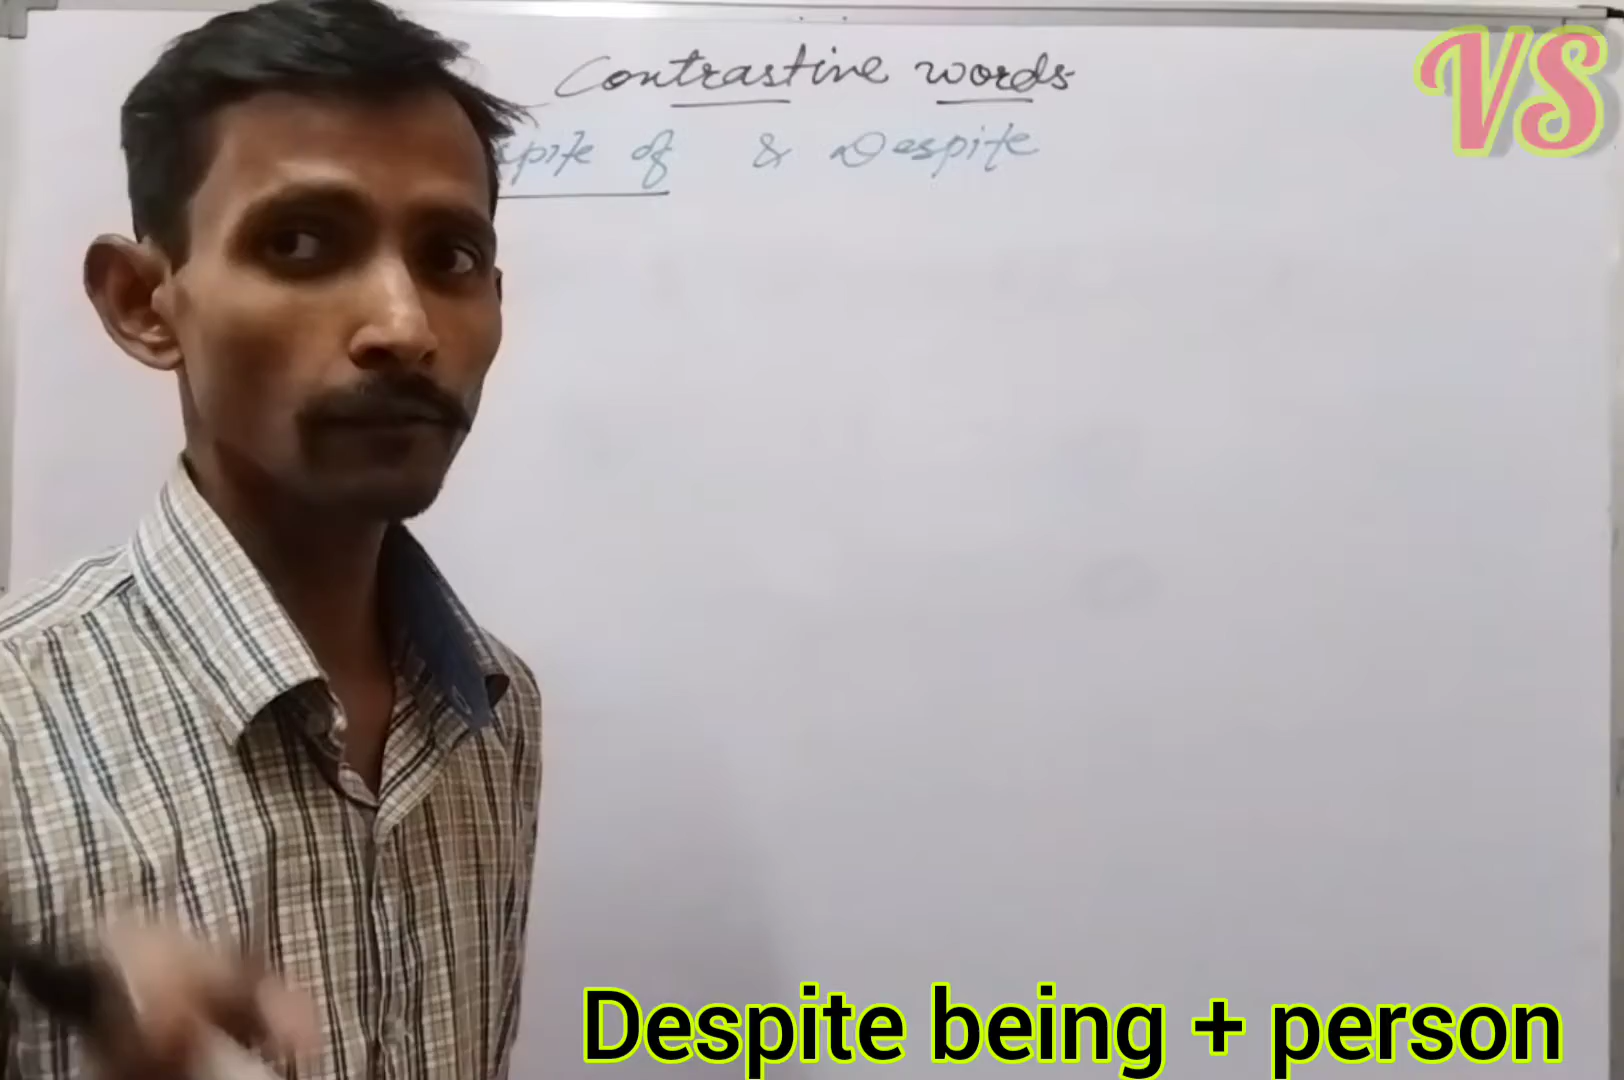 VS
Contrastive words
spite of & Despite
Despite being + person